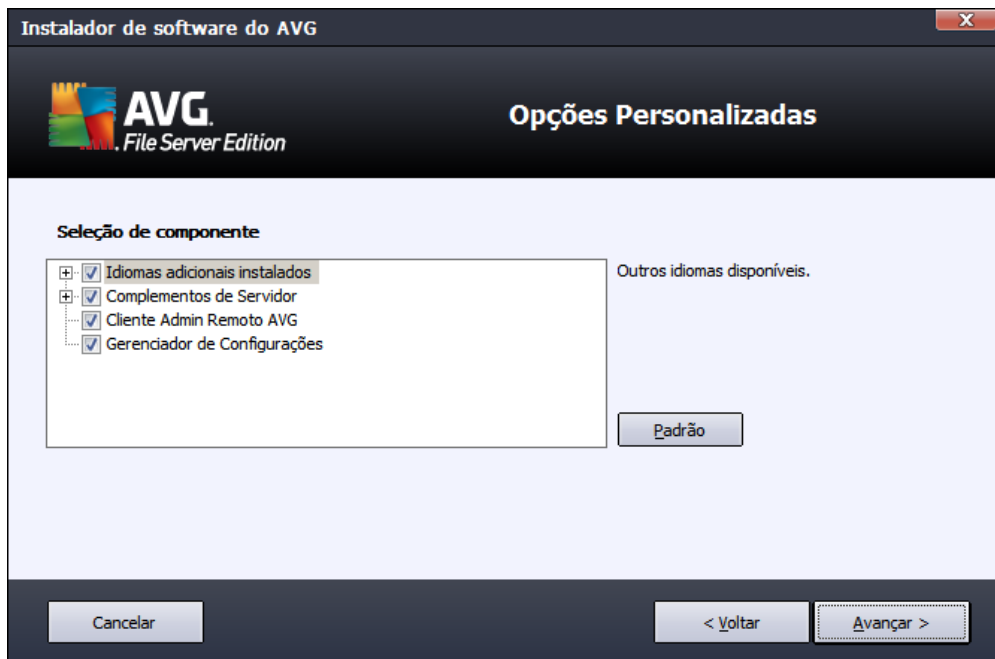 Instalador de software do AVG
X
AVG.
File Server Edition
Opções Personalizadas
Seleção de componente
Idiomas adicionais instalados
Outros idiomas disponíveis.
Complementos de Servidor
Cliente Admin Remoto AVG
Gerenciador de Configurações
Padrão
Cancelar
< Voltar
Avançar >